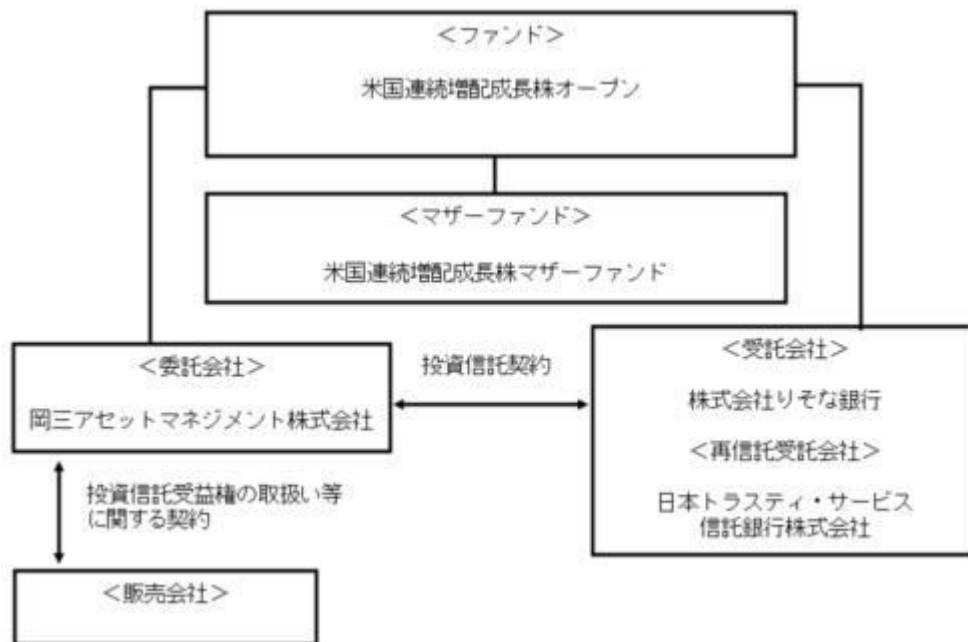 ＜ファンド＞
米国連続増配成長株オープン
＜マザーファンド＞
米国連続増配成長株マザーファンド
＜委託会社＞
岡三アセットマネジメント株式会社
投資信託契約
＜受託会社＞
株式会社りそな銀行
＜再信託受託会社＞
日本トラスティ・サービス
信託銀行株式会社
投資信託受益権の取扱い等
に関する契約
＜販売会社＞